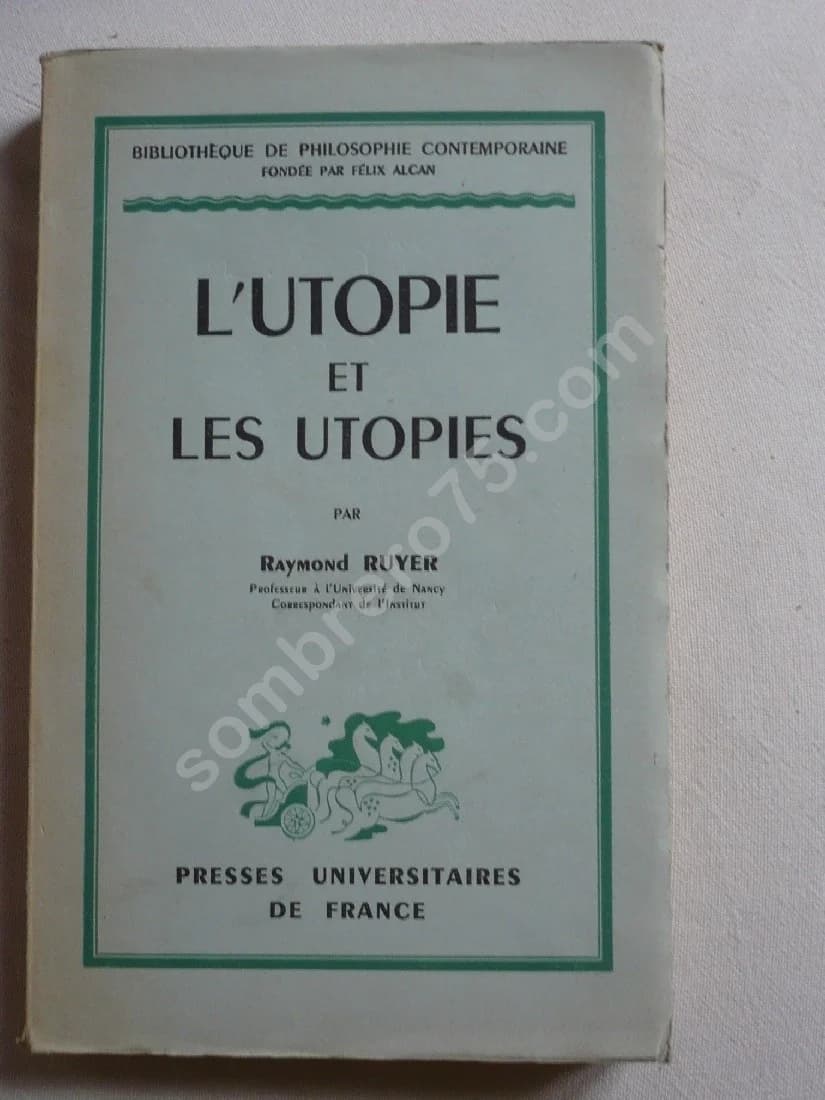 BIBLIOTHÈQUE DE PHILOSOPHIE CONTEMPORAINE
FONDÉE PAR FÉLIX ALCAN
L'UTOPIE
ET
LES UTOPIES
PAR
Raymond RUYER
Professeur à l'Université de Nancy
Correspondant de l'Institut
PRESSES UNIVERSITAIRES
DE FRANCE
sombrero75.com